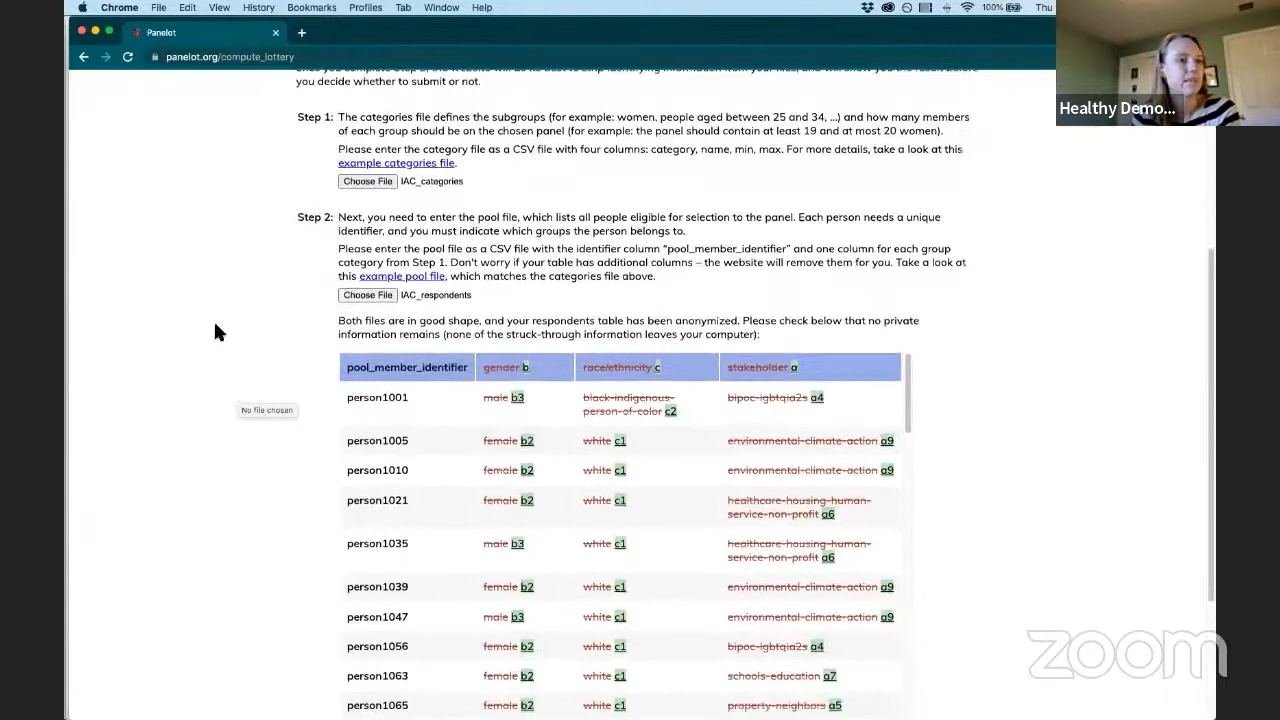 Chrome File Edit View History Bookmarks Profiles Tab Window Help 100% Thu
Panelot
panelot.org/compute_lottery
you decide whether to submit or not.
Healthy Demo...
Step 1: The categories file defines the subgroups (for example: women, people aged between 25 and 34, ...) and how many members
of each group should be on the chosen panel (for example: the panel should contain at least 19 and at most 20 women).
Please enter the category file as a CSV file with four columns: category, name, min, max. For more details, take a look at this
example categories file.
Choose File IAC_categories
Step 2: Next, you need to enter the pool file, which lists all people eligible for selection to the panel. Each person needs a unique
identifier, and you must indicate which groups the person belongs to.
Please enter the pool file as a CSV file with the identifier column “pool_member_identifier” and one column for each group
category from Step 1. Don't worry if your table has additional columns – the website will remove them for you. Take a look at
this example pool file, which matches the categories file above.
Choose File IAC_respondents
Both files are in good shape, and your respondents table has been anonymized. Please check below that no private
information remains (none of the struck-through information leaves your computer):
pool_member_identifier gender b race/ethnicity c stakeholder a
person1001 male b3 black-indigenous-
person-of-color c2 bipoc-lgbtqia2s a4
No file chosen
person1005 female b2 white c1 environmental-climate-action a9
person1010 female b2 white c1 environmental-climate-action a9
person1021 female b2 white c1 healthcare-housing-human-
service-non-profit a6
person1035 male b3 white c1 healthcare-housing-human-
service-non-profit a6
person1039 female b2 white c1 environmental-climate-action a9
person1047 male b3 white c1 environmental-climate-action a9
person1056 female b2 white c1 bipoc-lgbtqia2s a4
person1063 female b2 white c1 schools-education a7
person1065 female b2 white c1 property-neighbors a5
zoom